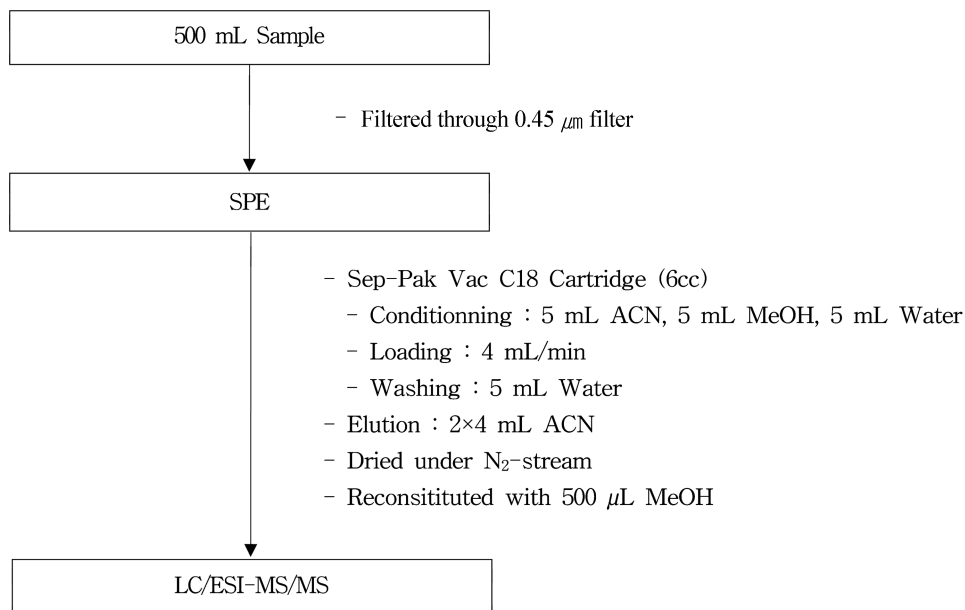 500 mL Sample
- Filtered through 0.45 ㎛ filter
SPE
- Sep-Pak Vac C18 Cartridge (6cc)
- Conditionning : 5 mL ACN, 5 mL MeOH, 5 mL Water
- Loading : 4 mL/min
- Washing : 5 mL Water
- Elution : 2×4 mL ACN
- Dried under N₂-stream
- Reconsitituted with 500 μL MeOH
LC/ESI-MS/MS